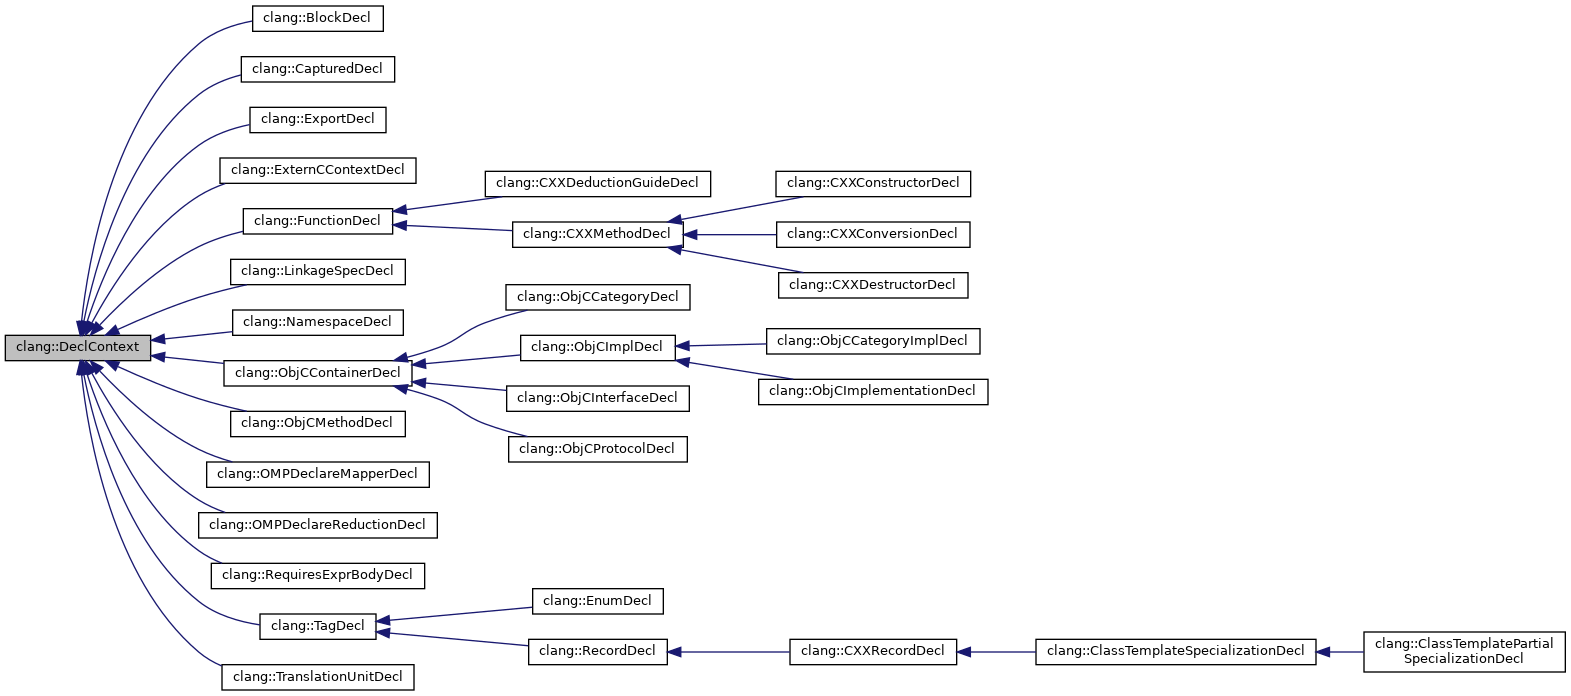 clang::BlockDecl
clang::CapturedDecl
clang::ExportDecl
clang::ExternCContextDecl
clang::CXXDeductionGuideDecl
clang::CXXConstructorDecl
clang::FunctionDecl
clang::CXXMethodDecl
clang::CXXConversionDecl
clang::LinkageSpecDecl
clang::CXXDestructorDecl
clang::ObjCCategoryDecl
clang::NamespaceDecl
clang::DeclContext
clang::ObjCImplDecl
clang::ObjCCategoryImplDecl
clang::ObjCContainerDecl
clang::ObjCInterfaceDecl
clang::ObjCImplementationDecl
clang::ObjCMethodDecl
clang::ObjCProtocolDecl
clang::OMPDeclareMapperDecl
clang::OMPDeclareReductionDecl
clang::RequiresExprBodyDecl
clang::EnumDecl
clang::TagDecl
clang::RecordDecl
clang::CXXRecordDecl
clang::ClassTemplateSpecializationDecl
clang::ClassTemplatePartial
SpecializationDecl
clang::TranslationUnitDecl